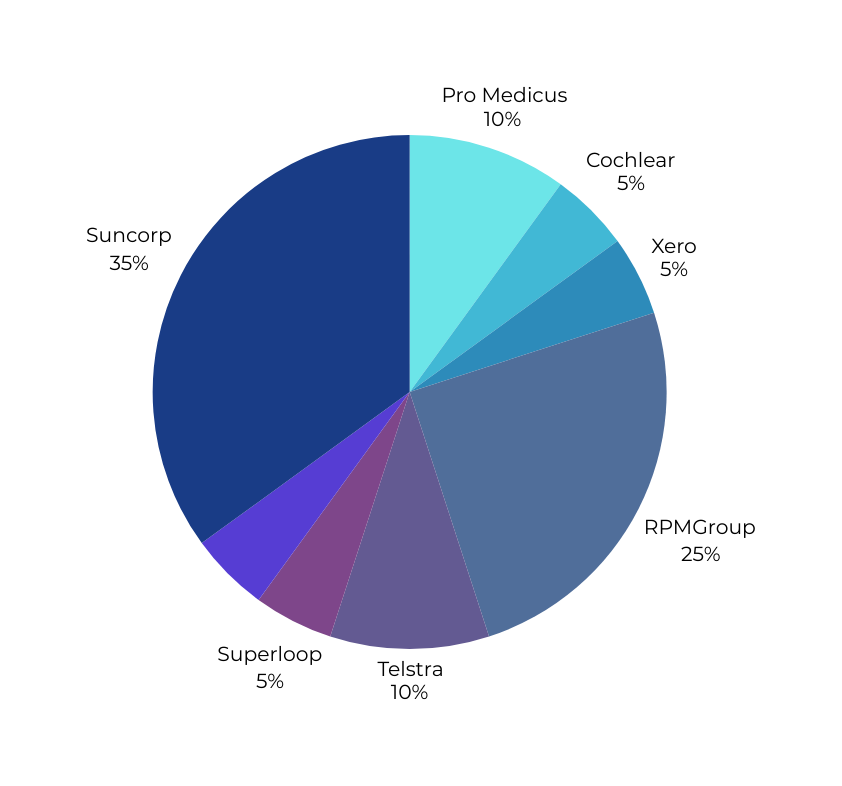 Pro Medicus
10%
Cochlear
5%
Xero
5%
Suncorp
35%
RPMGroup
25%
Superloop
5%
Telstra
10%